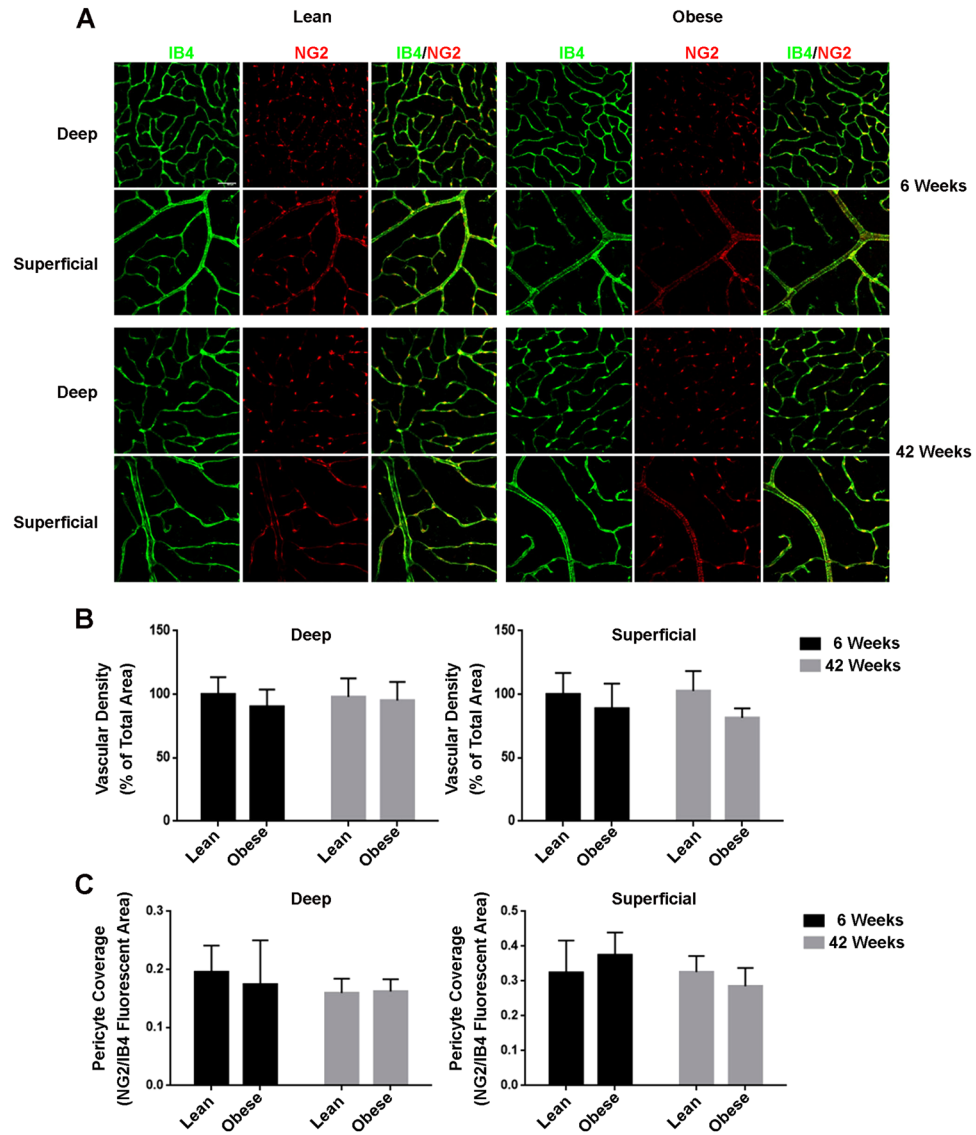 A
Lean Obese
IB4 NG2 IB4/NG2 IB4 NG2 IB4/NG2
Deep
6 Weeks
Superficial
Deep
42 Weeks
Superficial
B
Deep
Vascular Density
(% of Total Area)
150
100
50
0
Lean Obese Lean Obese
Superficial
Vascular Density
(% of Total Area)
150
100
50
0
Lean Obese Lean Obese
6 Weeks
42 Weeks
C
Deep
Pericyte Coverage
(NG2/IB4 Fluorescent Area)
0.3
0.2
0.1
0.0
Lean Obese Lean Obese
Superficial
Pericyte Coverage
(NG2/IB4 Fluorescent Area)
0.5
0.4
0.3
0.2
0.1
0.0
Lean Obese Lean Obese
6 Weeks
42 Weeks